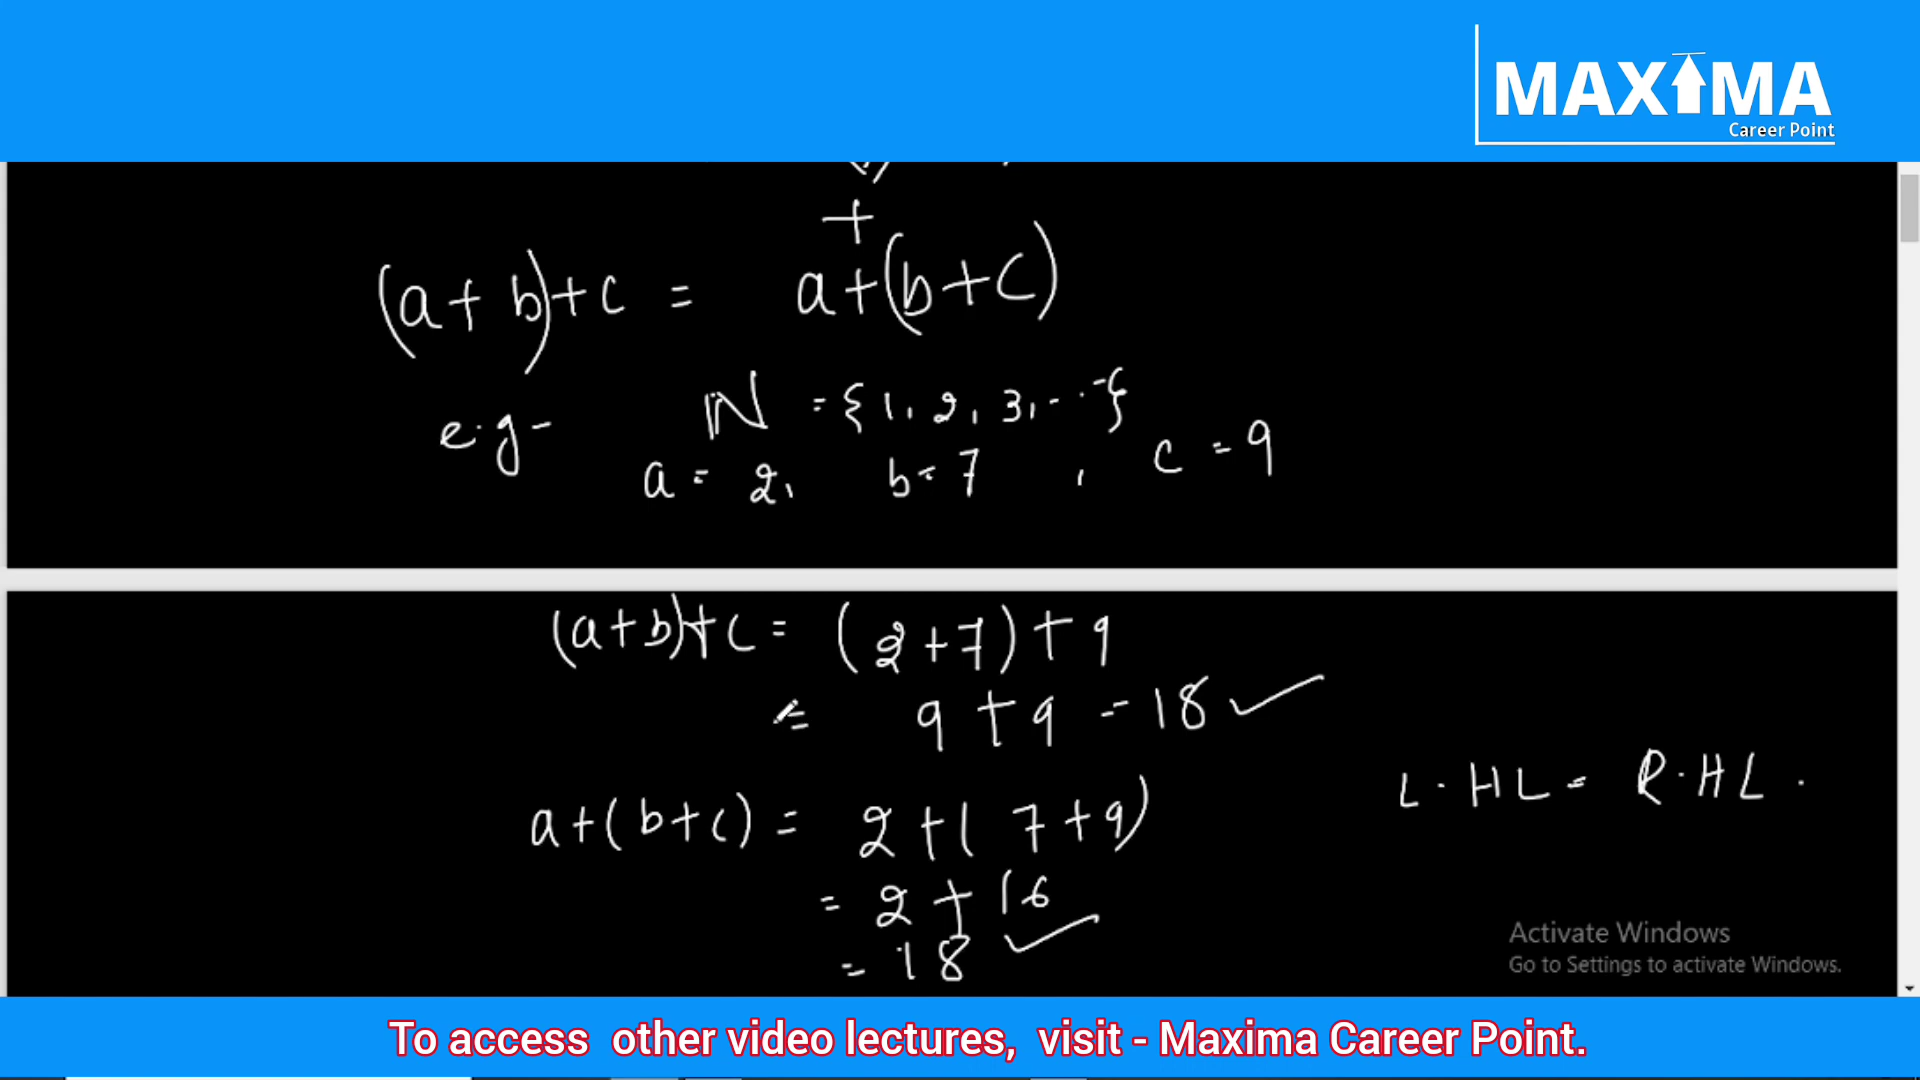 MAXIMA
Career Point
+
(a+b)+c = a+(b+c)
e.g- N = {1, 2, 3, ...}
a = 2, b = 7 , c = 9
(a+b)+c = (2+7)+9
= 9+9 = 18 ✓
L.HL = R.HL.
a+(b+c) = 2+(7+9)
= 2+16
= 18 ✓
Activate Windows
Go to Settings to activate Windows.
To access other video lectures, visit - Maxima Career Point.